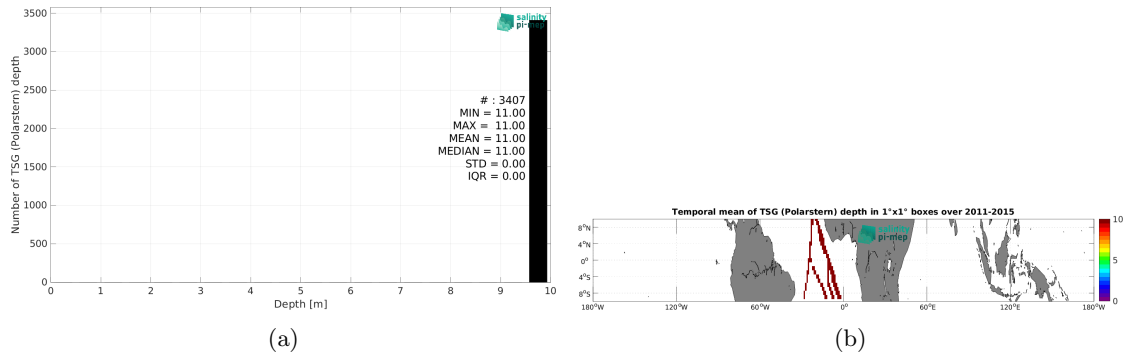 3500
3000
2500
2000
1500
1000
500
0
Number of TSG (Polarstern) depth
salinity
pi-mep
# : 3407
MIN = 11.00
MAX = 11.00
MEAN = 11.00
MEDIAN = 11.00
STD = 0.00
IQR = 0.00
0 1 2 3 4 5 6 7 8 9 10
Depth [m]
(a)
Temporal mean of TSG (Polarstern) depth in 1°x1° boxes over 2011-2015
salinity
pi-mep
8°N
4°N
0°
4°S
8°S
180°W 120°W 60°W 0° 60°E 120°E 180°W
10
5
0
(b)